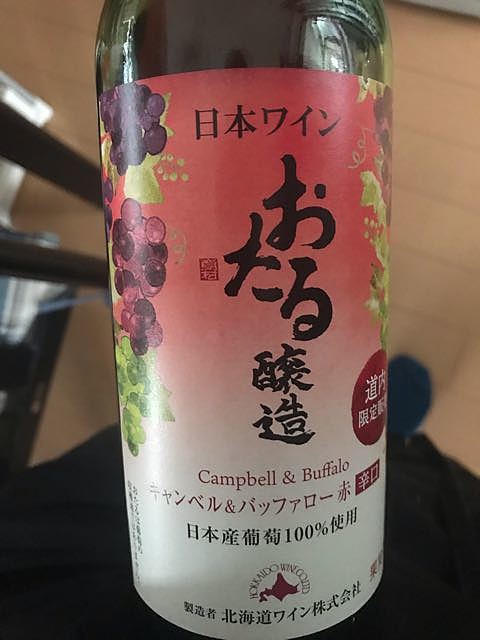 日本ワイン
おたる
醸造
道内
限定販
Campbell & Buffalo
キャンベル&バッファロー 赤 辛口
日本産葡萄100%使用
HOKKAIDO WINE CO.,LTD
製造者 北海道ワイン株式会社